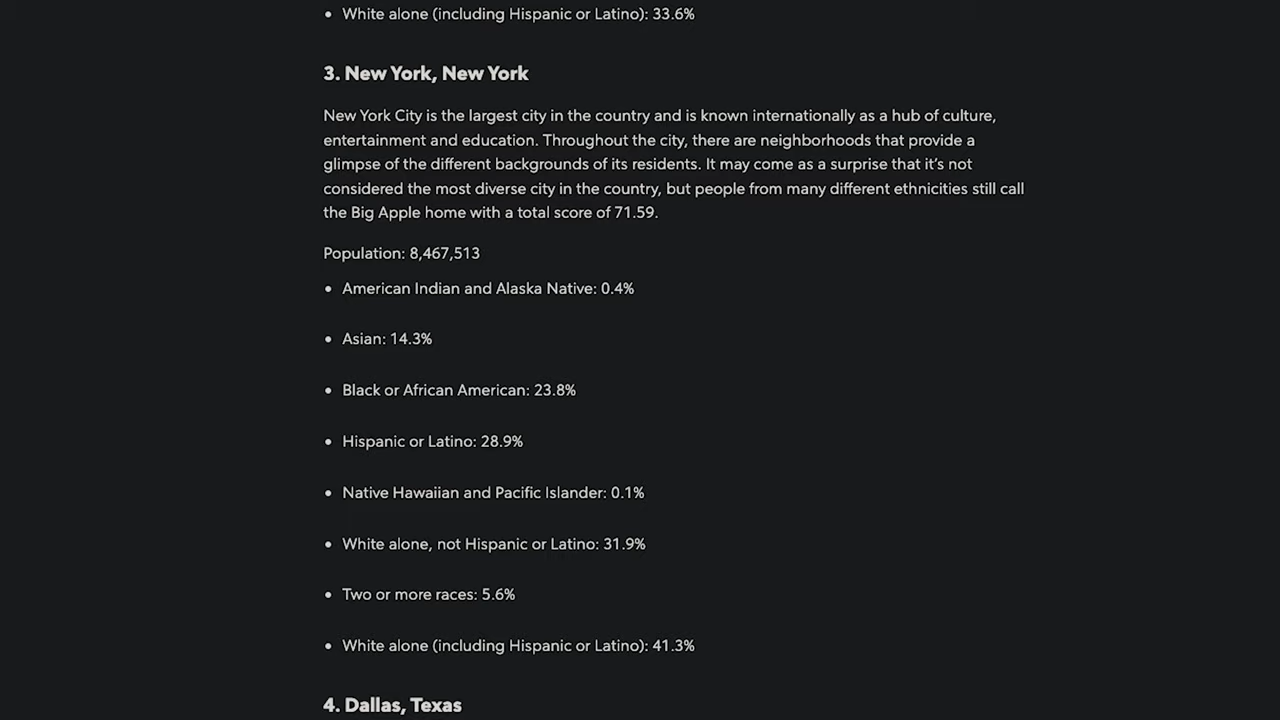 • White alone (including Hispanic or Latino): 33.6%
3. New York, New York
New York City is the largest city in the country and is known internationally as a hub of culture,
entertainment and education. Throughout the city, there are neighborhoods that provide a
glimpse of the different backgrounds of its residents. It may come as a surprise that it’s not
considered the most diverse city in the country, but people from many different ethnicities still call
the Big Apple home with a total score of 71.59.
Population: 8,467,513
• American Indian and Alaska Native: 0.4%
• Asian: 14.3%
• Black or African American: 23.8%
• Hispanic or Latino: 28.9%
• Native Hawaiian and Pacific Islander: 0.1%
• White alone, not Hispanic or Latino: 31.9%
• Two or more races: 5.6%
• White alone (including Hispanic or Latino): 41.3%
4. Dallas, Texas